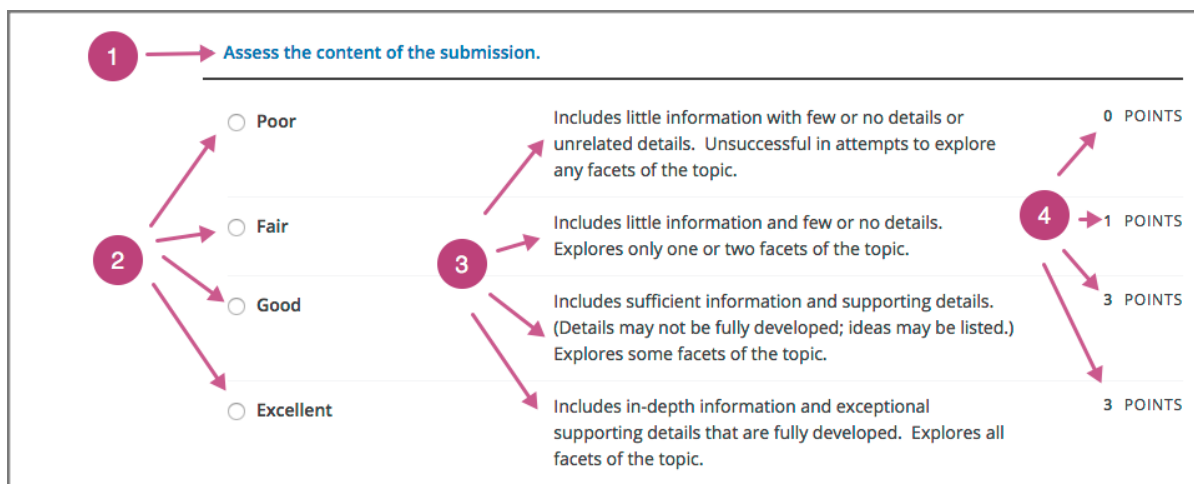 1 Assess the content of the submission.
Poor Includes little information with few or no details or 0 POINTS
unrelated details. Unsuccessful in attempts to explore
any facets of the topic.
Fair Includes little information and few or no details. 4 1 POINTS
Explores only one or two facets of the topic.
2 3
Good Includes sufficient information and supporting details. 3 POINTS
(Details may not be fully developed; ideas may be listed.)
Explores some facets of the topic.
Excellent Includes in-depth information and exceptional 3 POINTS
supporting details that are fully developed. Explores all
facets of the topic.